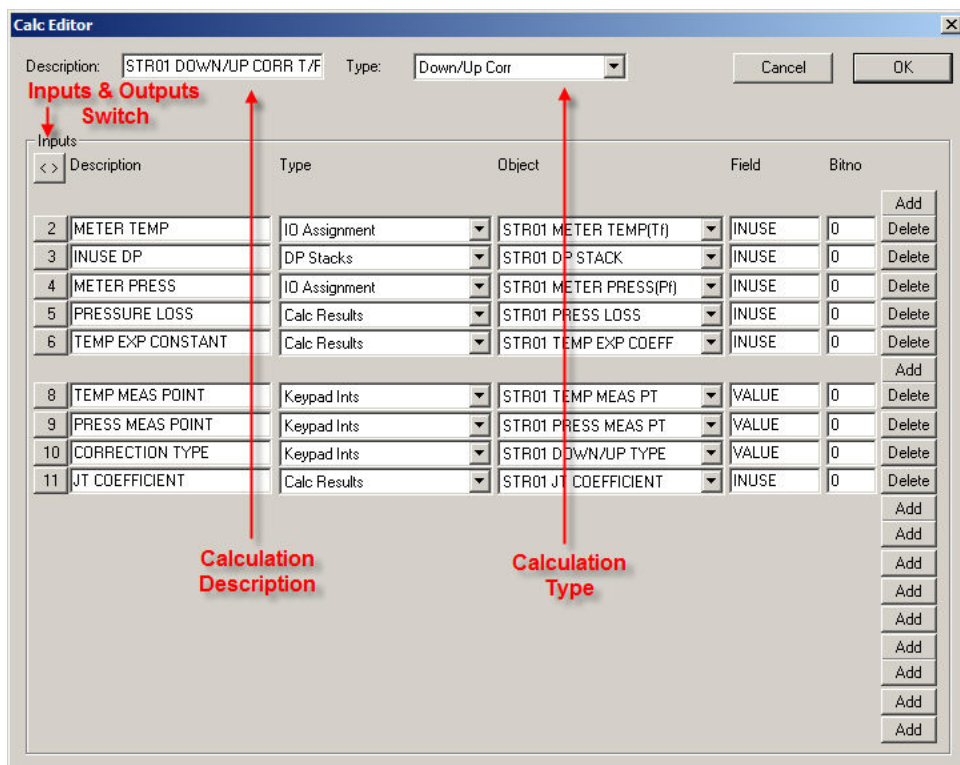 Calc Editor
Description: STR01 DOWN/UP CORR T/F Type: Down/Up Corr Cancel OK
Inputs & Outputs
Switch
Inputs
< > Description Type Object Field Bitno
Add
2 METER TEMP IO Assignment STR01 METER TEMP(Tf) INUSE 0 Delete
3 INUSE DP DP Stacks STR01 DP STACK INUSE 0 Delete
4 METER PRESS IO Assignment STR01 METER PRESS(Pf) INUSE 0 Delete
5 PRESSURE LOSS Calc Results STR01 PRESS LOSS INUSE 0 Delete
6 TEMP EXP CONSTANT Calc Results STR01 TEMP EXP COEFF INUSE 0 Delete
Add
8 TEMP MEAS POINT Keypad Ints STR01 TEMP MEAS PT VALUE 0 Delete
9 PRESS MEAS POINT Keypad Ints STR01 PRESS MEAS PT VALUE 0 Delete
10 CORRECTION TYPE Keypad Ints STR01 DOWN/UP TYPE VALUE 0 Delete
11 JT COEFFICIENT Calc Results STR01 JT COEFFICIENT INUSE 0 Delete
Add
Add
Calculation
Description
Calculation
Type
Add
Add
Add
Add
Add
Add
Add